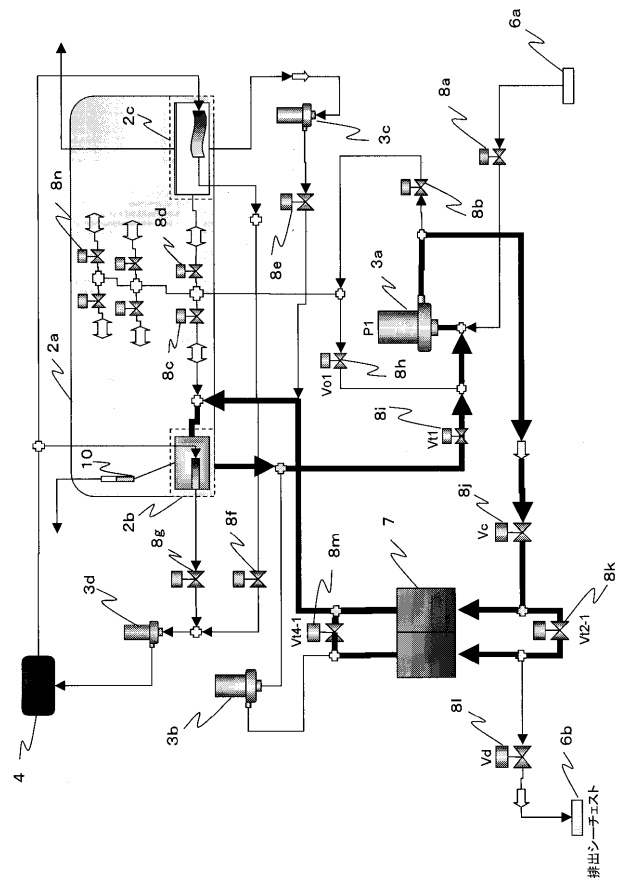 6a
8a
2c
3c
8n
8d
8e
8b
3a
P1
2a
8c
Vo1
8h
8i
Vt1
10
2b
8g
8f
8m
7
8j
Vc
3d
Vt4-1
8k
Vt2-1
3b
4
8l
Vd
6b
排出シーチェスト